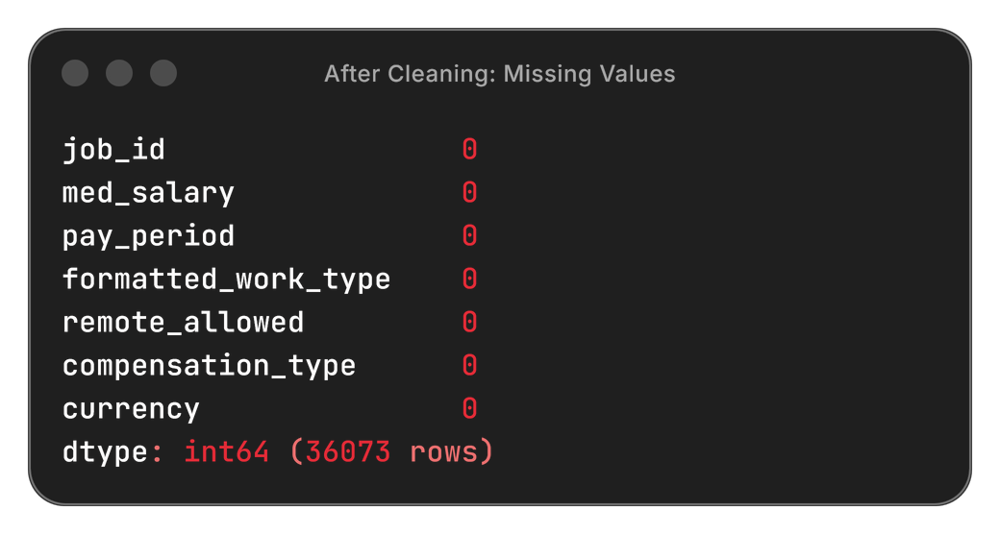 After Cleaning: Missing Values
job_id 0
med_salary 0
pay_period 0
formatted_work_type 0
remote_allowed 0
compensation_type 0
currency 0
dtype: int64 (36073 rows)